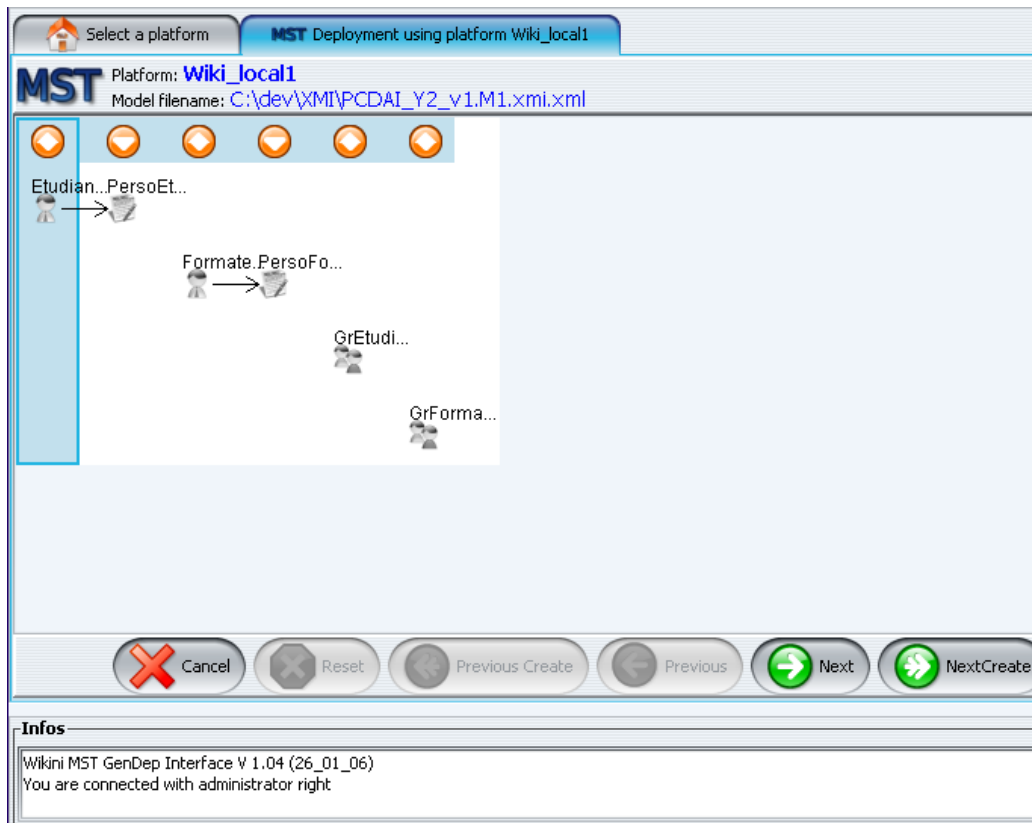 Select a platform
MST Deployment using platform Wiki_local1
MST Platform: Wiki_local1
Model filename: C:\dev\XMI\PCDAI_Y2_v1.M1.xmi.xml
Etudian...PersoEt...
Formate..PersoFo...
GrEtudi...
GrForma...
Cancel Reset Previous Create Previous Next NextCreate
Infos
Wikini MST GenDep Interface V 1.04 (26_01_06)
You are connected with administrator right